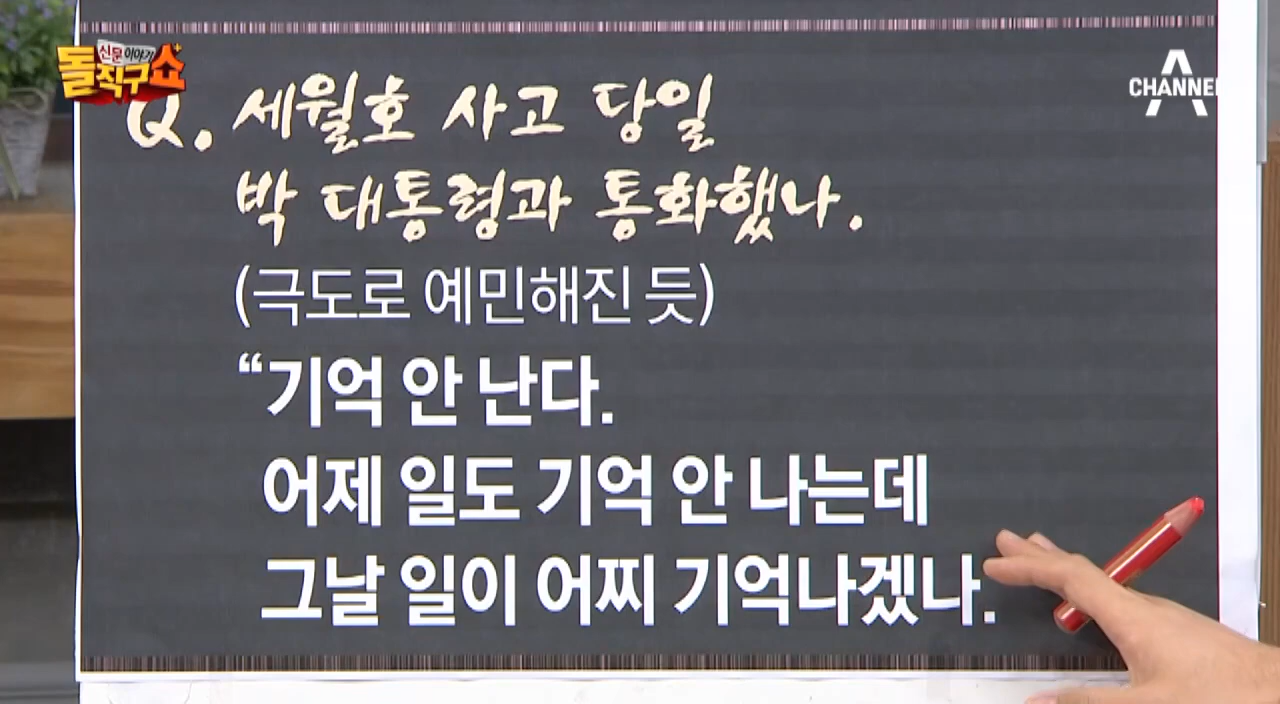 신문이야기
돌직구쇼+
CHANNEL A
Q. 세월호 사고 당일
박 대통령과 통화했나.
(극도로 예민해진 듯)
“기억 안 난다.
어제 일도 기억 안 나는데
그날 일이 어찌 기억나겠나.